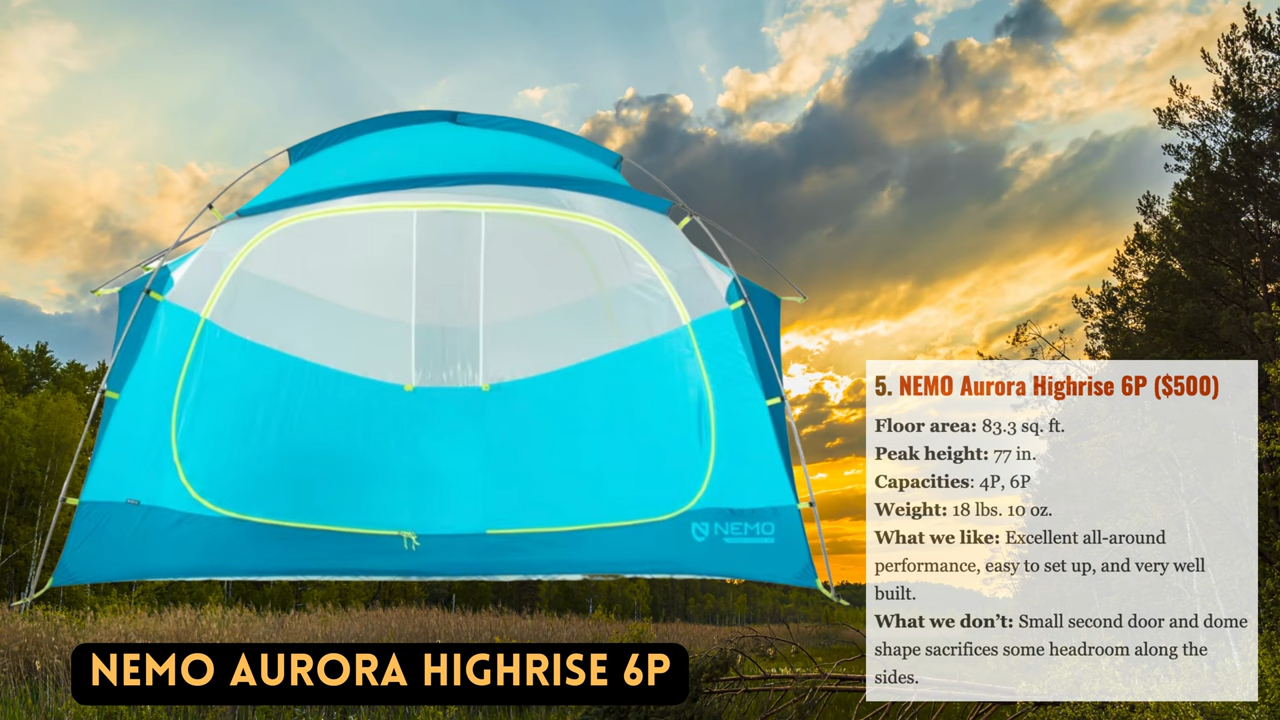 NEMO
5. NEMO Aurora Highrise 6P ($500)
Floor area: 83.3 sq. ft.
Peak height: 77 in.
Capacities: 4P, 6P
Weight: 18 lbs. 10 oz.
What we like: Excellent all-around
performance, easy to set up, and very well
built.
What we don’t: Small second door and dome
shape sacrifices some headroom along the
sides.
NEMO AURORA HIGHRISE 6P